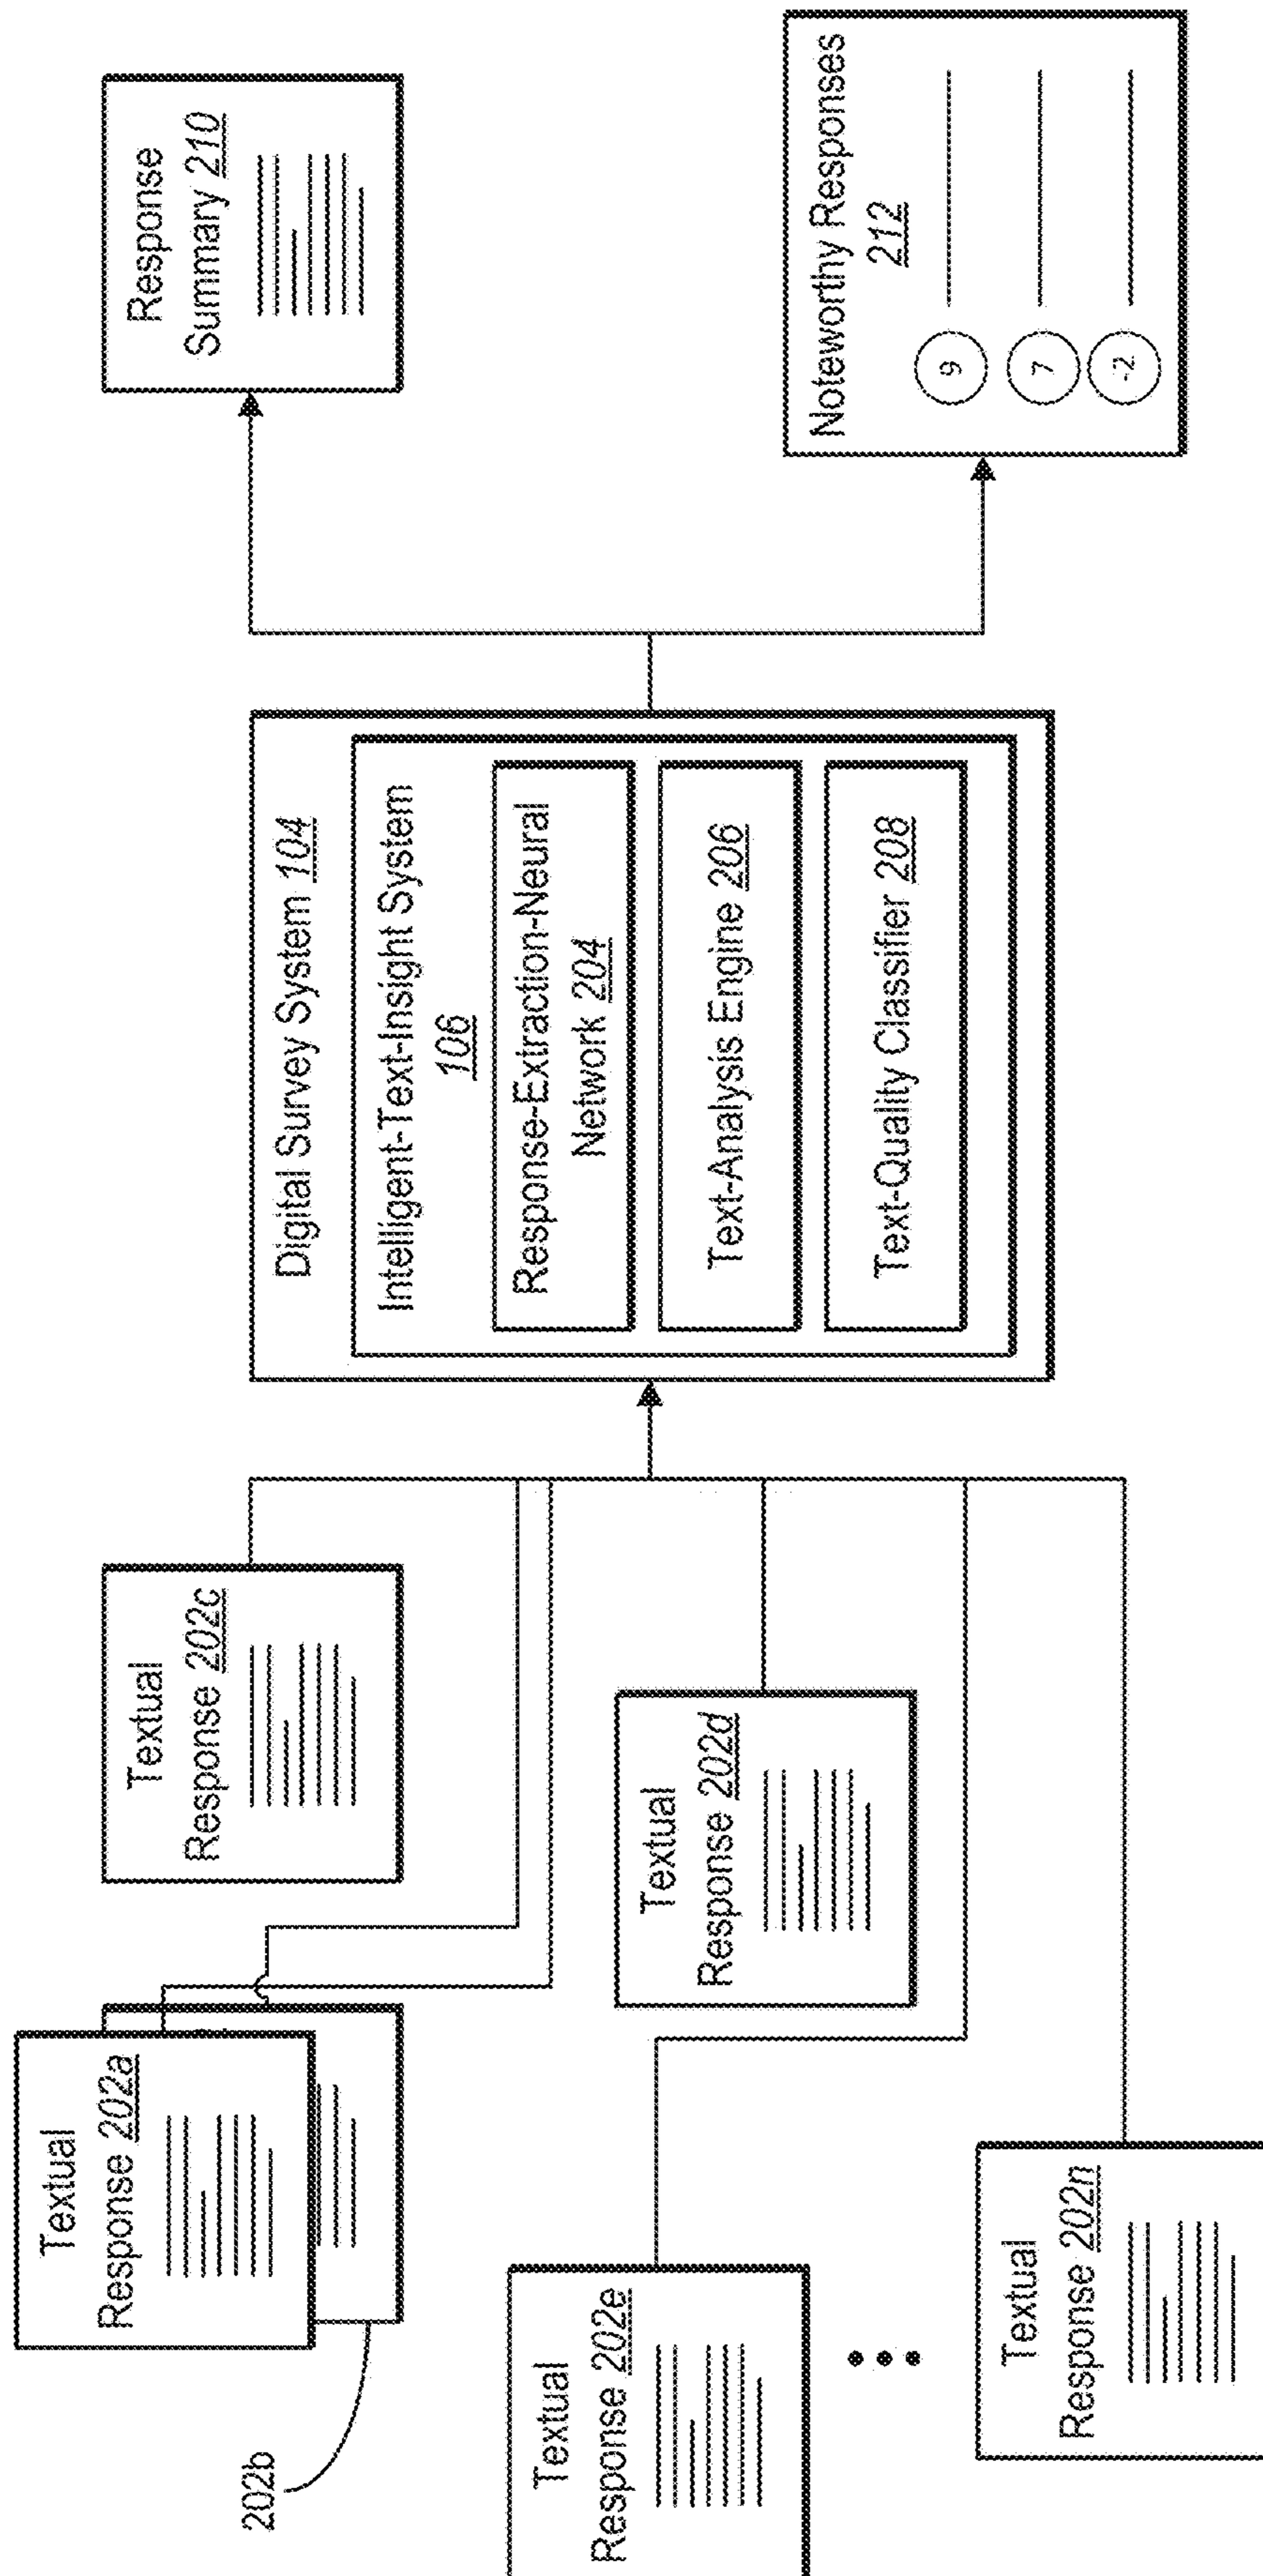 Textual
Response 202a
202b
Textual
Response 202c
Textual
Response 202d
Textual
Response 202e
Textual
Response 202n
Digital Survey System 104
Intelligent-Text-Insight System
106
Response-Extraction-Neural
Network 204
Text-Analysis Engine 206
Text-Quality Classifier 208
Response
Summary 210
Noteworthy Responses
212
9
7
-2